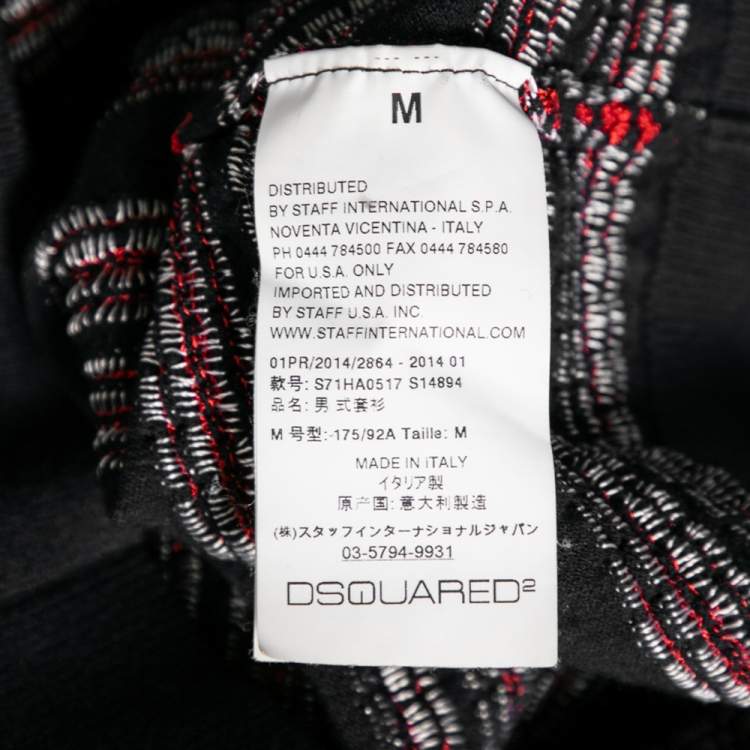 M
DISTRIBUTED
BY STAFF INTERNATIONAL S.P.A.
NOVENTA VICENTINA - ITALY
PH 0444 784500 FAX 0444 784580
FOR U.S.A. ONLY
IMPORTED AND DISTRIBUTED
BY STAFF U.S.A. INC.
WWW.STAFFINTERNATIONAL.COM
01PR/2014/2864 - 2014 01
款号: S71HA0517 S14894
品名: 男 式套衫
M 号型:-175/92A Taille: M
MADE IN ITALY
イタリア製
原产国: 意大利製造
(株)スタッフインターナショナルジャパン
03-5794-9931
DSQUARED²